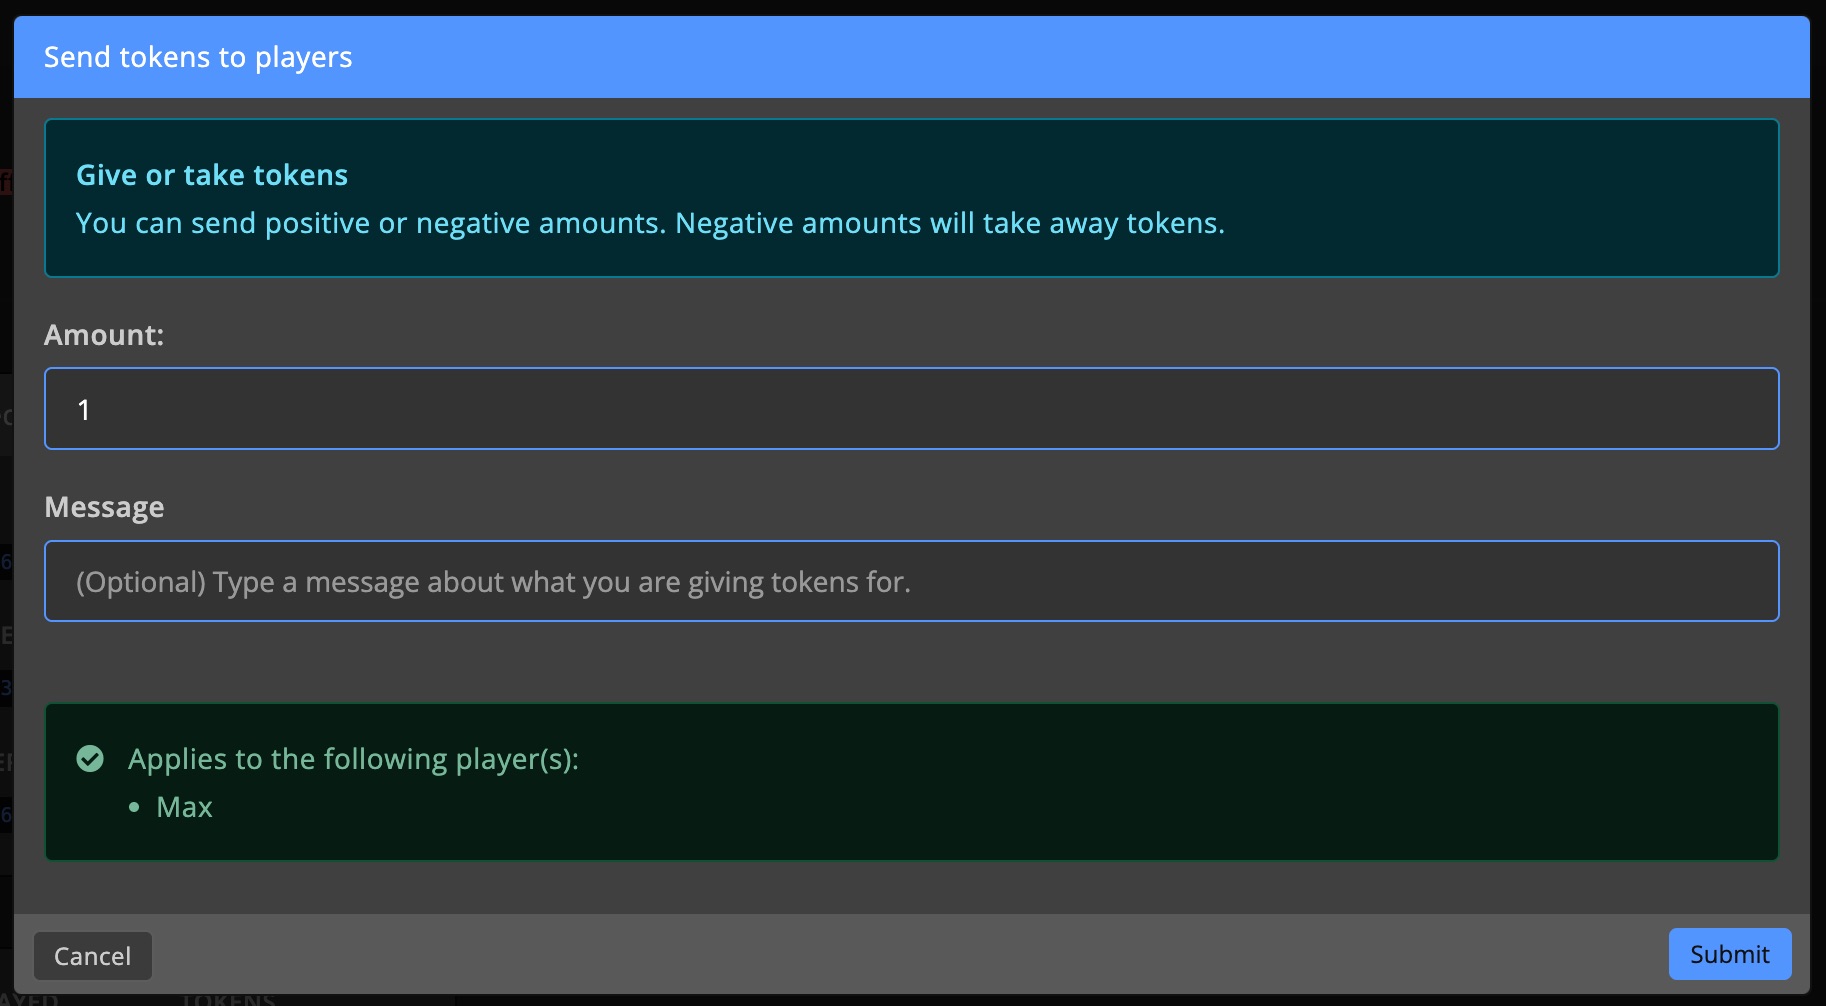 Send tokens to players
Give or take tokens
You can send positive or negative amounts. Negative amounts will take away tokens.
Amount:
1
Message
(Optional) Type a message about what you are giving tokens for.
Applies to the following player(s):
• Max
Cancel
Submit
TOKENS